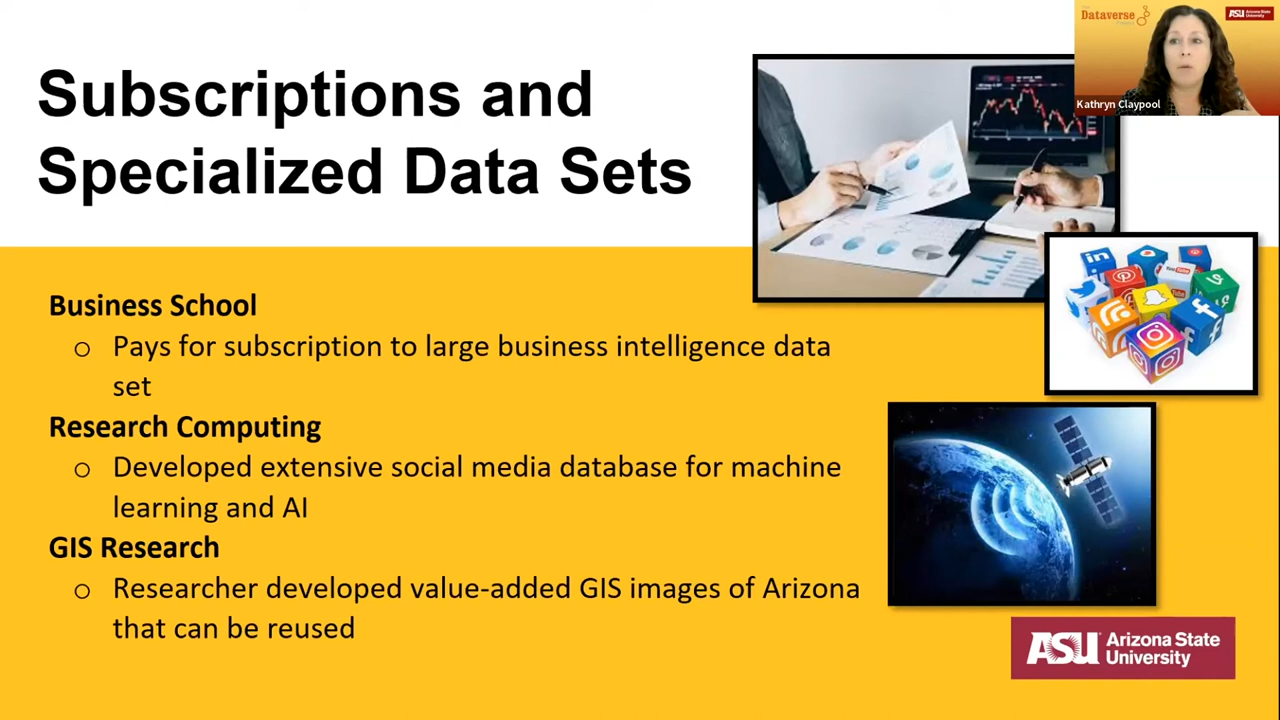 Subscriptions and
Specialized Data Sets
Business School
Pays for subscription to large business intelligence data
set
Research Computing
Developed extensive social media database for machine
learning and AI
GIS Research
Researcher developed value-added GIS images of Arizona
that can be reused
Dataverse
ASU Arizona State
University
Kathryn Claypool
ASU Arizona State
University